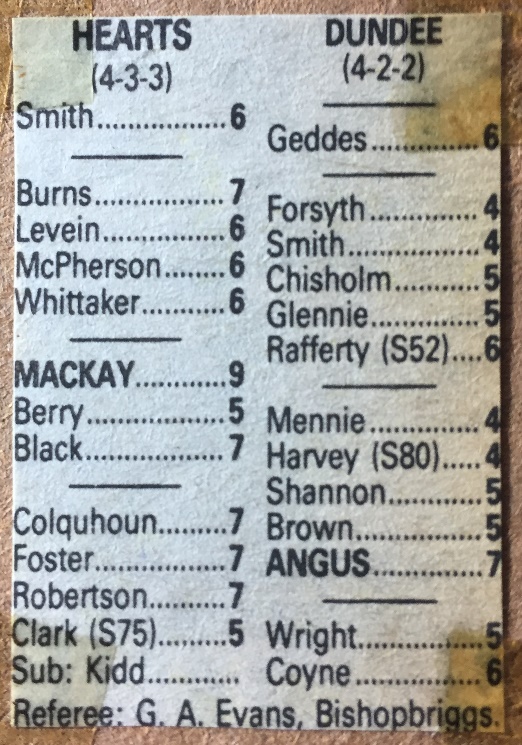 HEARTS
(4-3-3)
Smith..................6
Burns.................7
Levein................6
McPherson........6
Whittaker...........6
MACKAY............9
Berry..................5
Black..................7
Colquhoun.........7
Foster.................7
Robertson..........7
Clark (S75).........5
Sub: Kidd.............
DUNDEE
(4-2-2)
Geddes..............6
Forsyth..............4
Smith.................4
Chisholm...........5
Glennie..............5
Rafferty (S52)....6
Mennie..............4
Harvey (S80).....4
Shannon............5
Brown................5
ANGUS..............7
Wright................5
Coyne................6
Referee: G. A. Evans, Bishopbriggs.